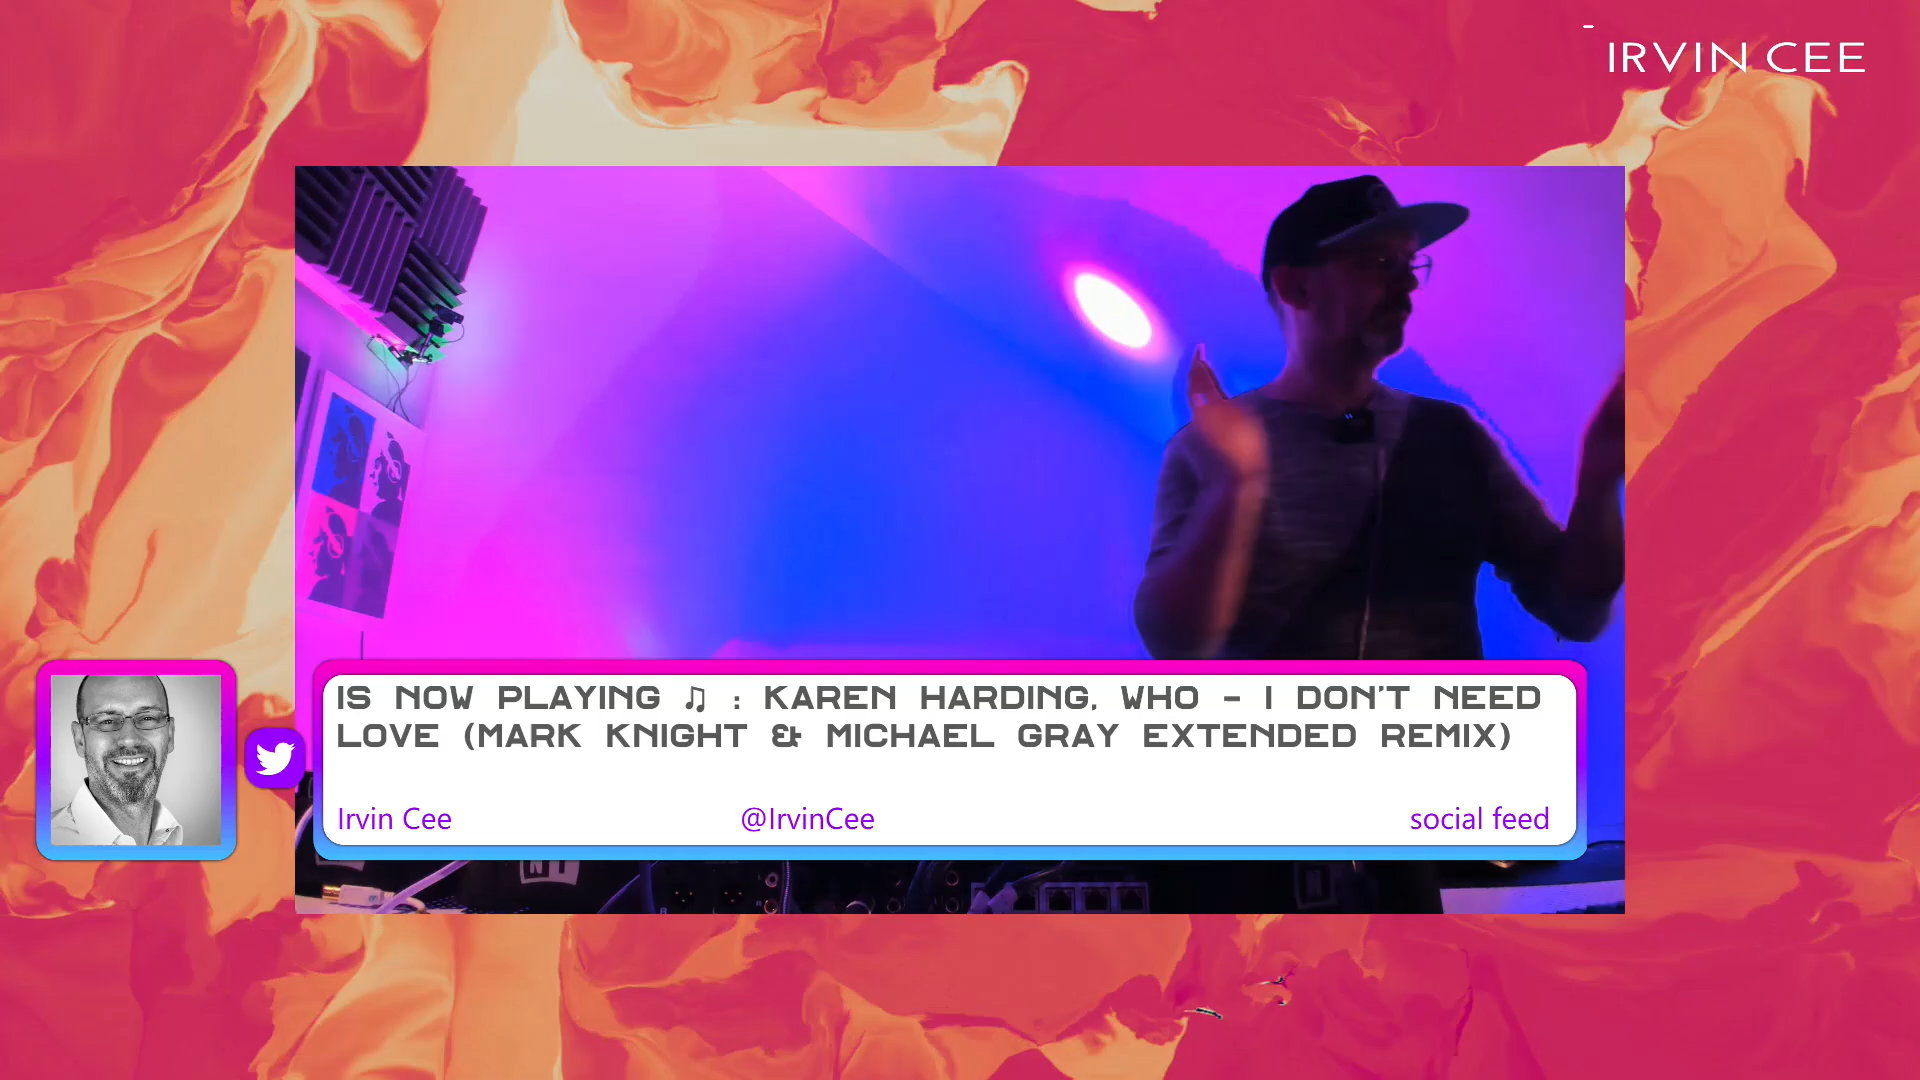 IRVIN CEE
IS NOW PLAYING ♫ : KAREN HARDING, WHO - I DON'T NEED
LOVE (MARK KNIGHT & MICHAEL GRAY EXTENDED REMIX)
Irvin Cee @IrvinCee social feed